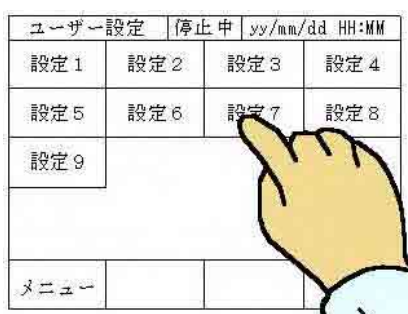 ユーザー設定 停止中 yy/mm/dd HH:MM
設定1 設定2 設定3 設定4
設定5 設定6 設定7 設定8
設定9
メニュー